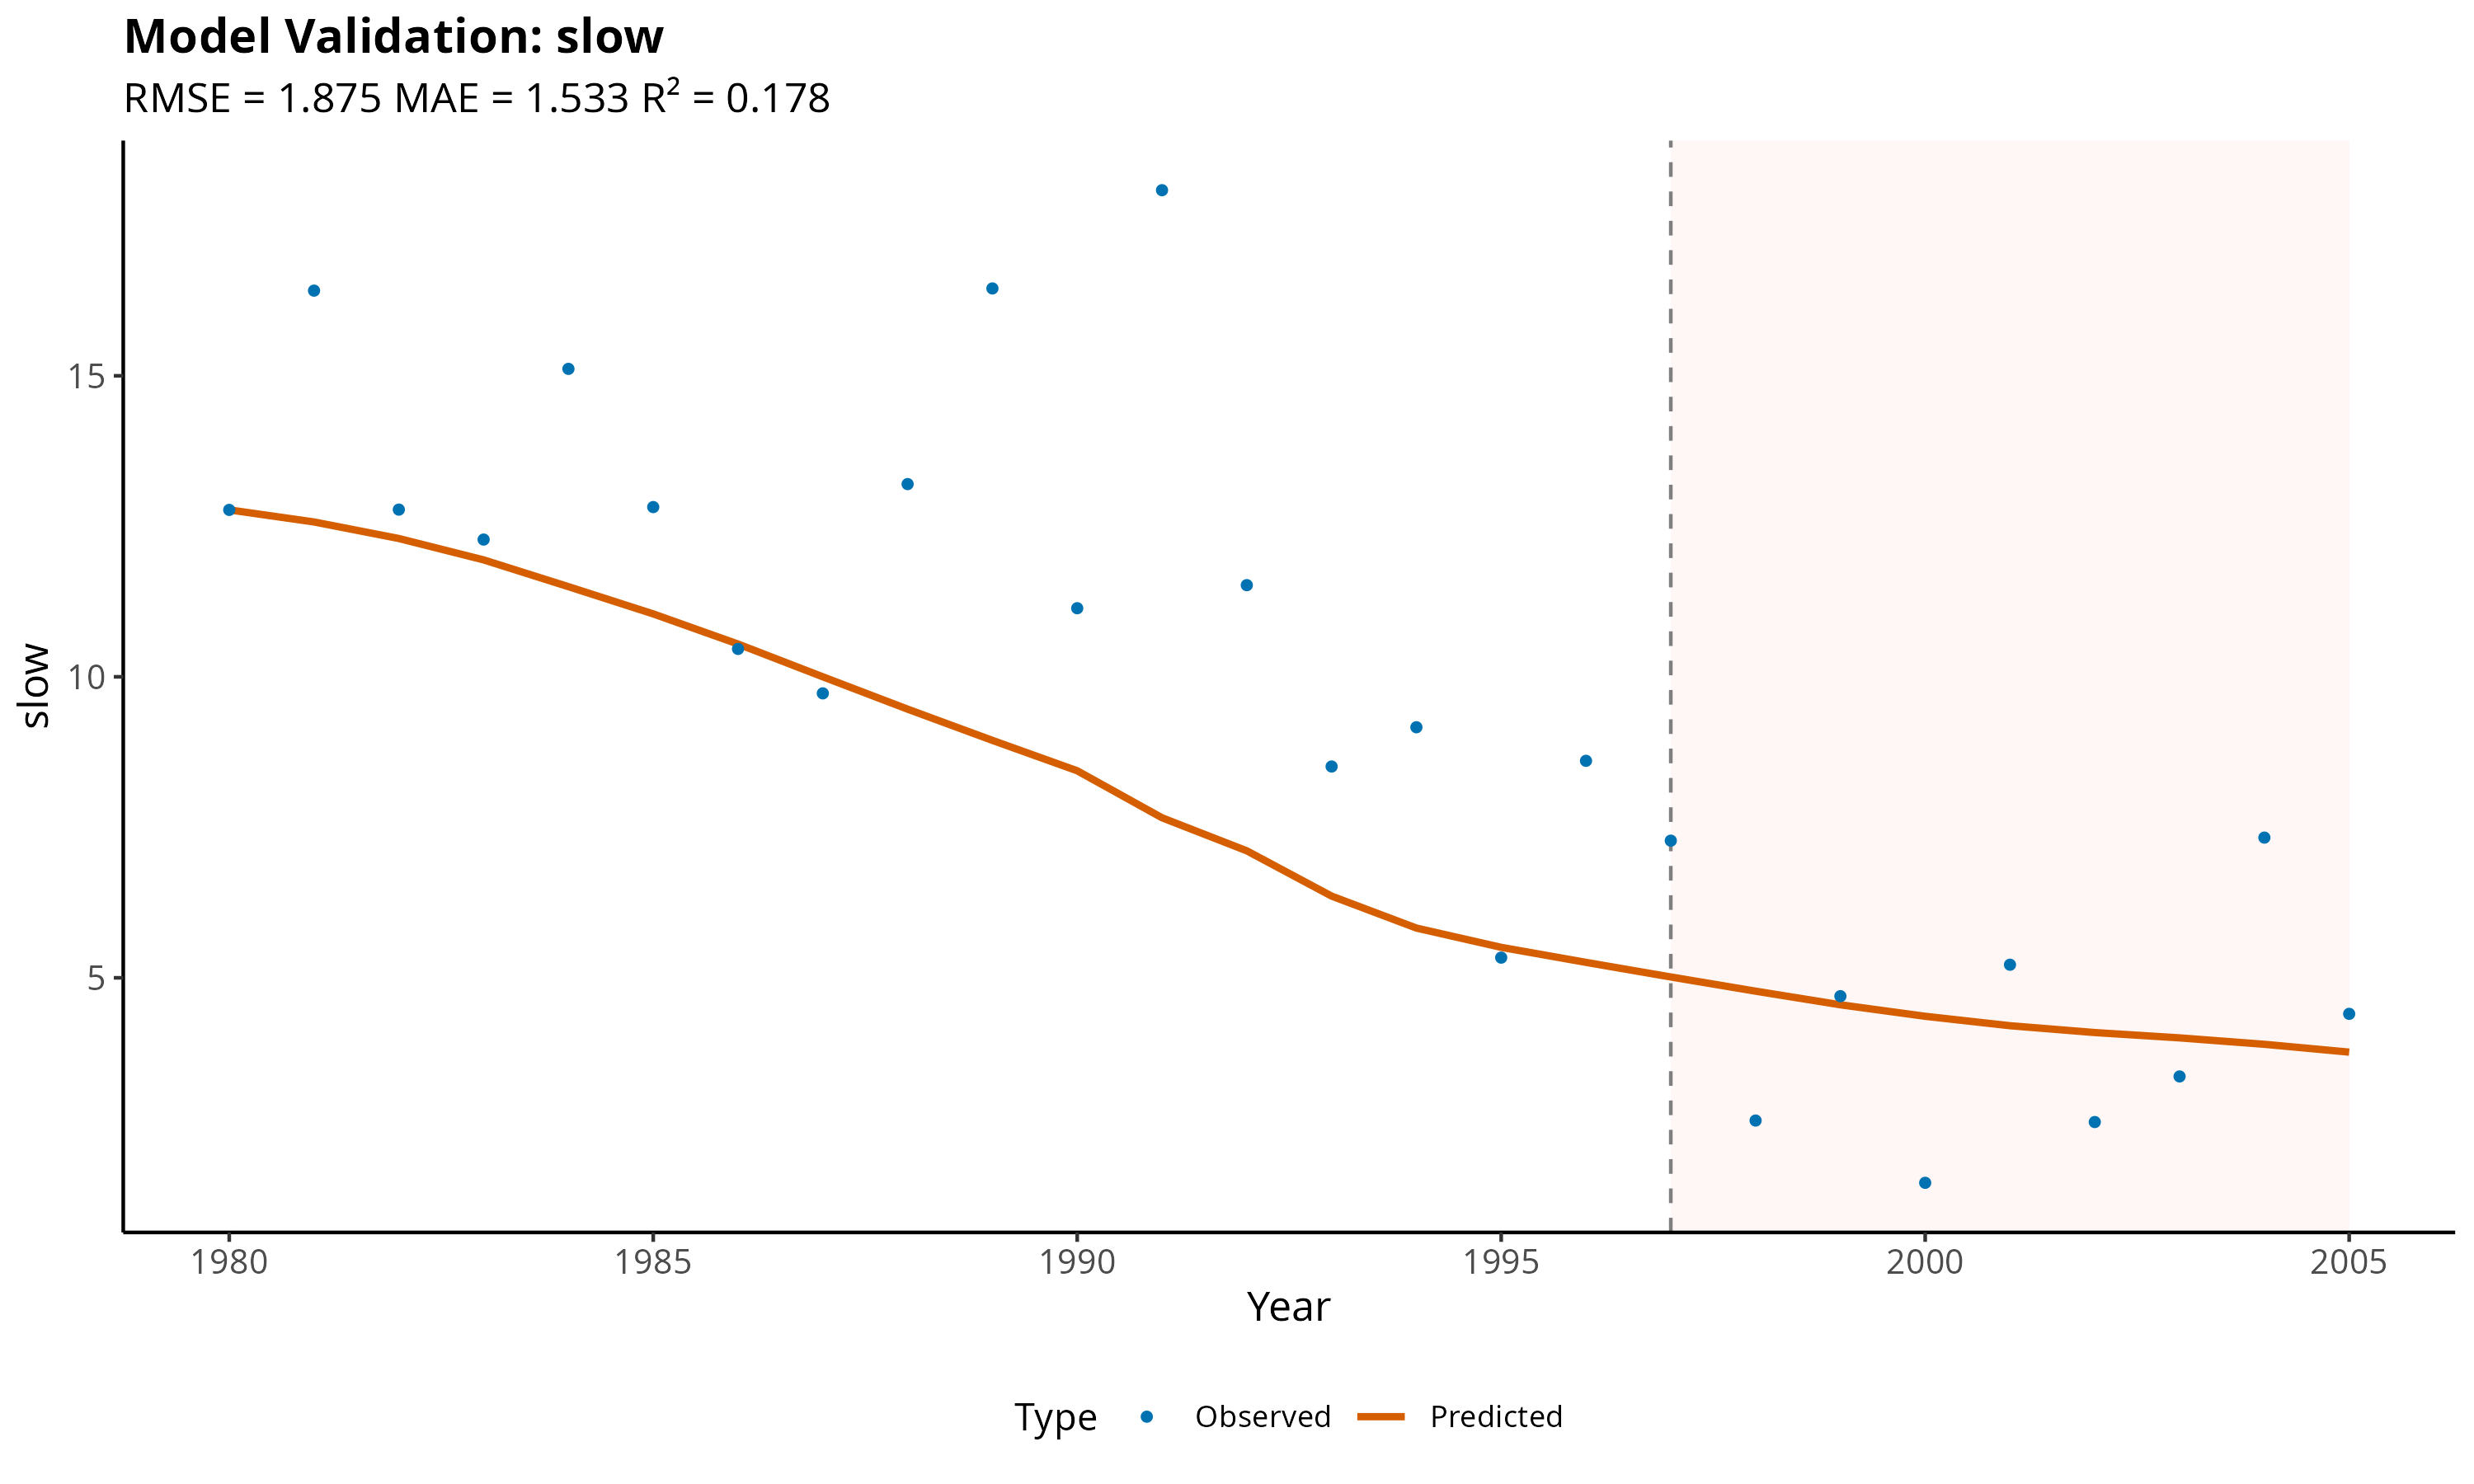 Model Validation: slow
RMSE = 1.875 MAE = 1.533 R² = 0.178
slow
15
10
5
1980 1985 1990 1995 2000 2005
Year
Type Observed Predicted